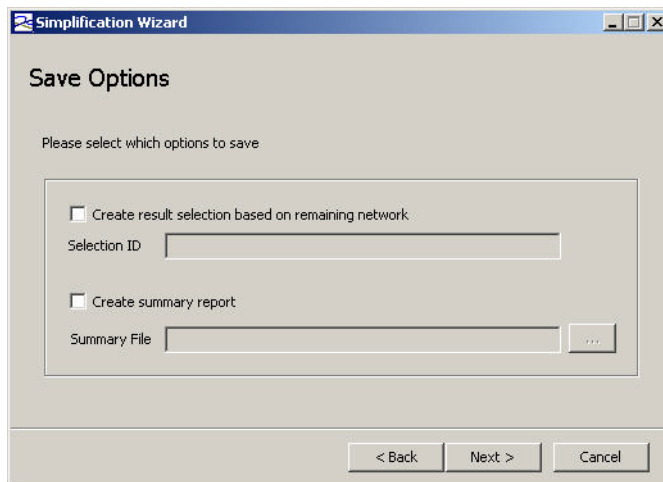 Simplification Wizard
Save Options
Please select which options to save
Create result selection based on remaining network
Selection ID
Create summary report
Summary File
...
< Back Next > Cancel